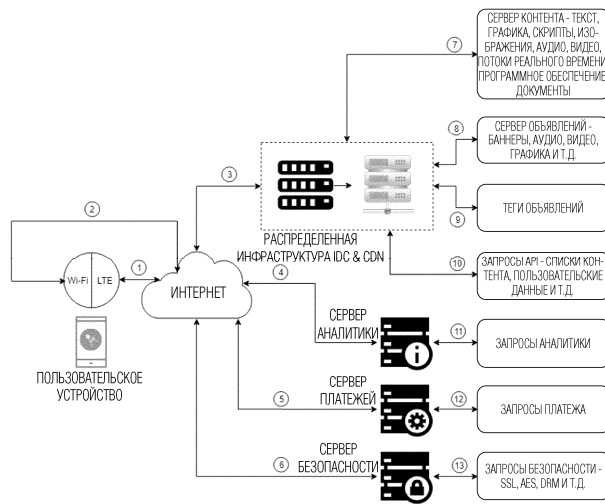 СЕРВЕР КОНТЕНТА - ТЕКСТ,
ГРАФИКА, СКРИПТЫ, ИЗО-
БРАЖЕНИЯ, АУДИО, ВИДЕО,
ПОТОКИ РЕАЛЬНОГО ВРЕМЕНИ
ПРОГРАММНОЕ ОБЕСПЕЧЕНИЕ
ДОКУМЕНТЫ
7
8
СЕРВЕР ОБЪЯВЛЕНИЙ -
БАННЕРЫ, АУДИО, ВИДЕО,
ГРАФИКА И Т.Д.
3
9
ТЕГИ ОБЪЯВЛЕНИЙ
2
РАСПРЕДЕЛЕННАЯ
ИНФРАСТРУКТУРА IDC & CDN
10
ЗАПРОСЫ API - СПИСКИ КОН-
ТЕНТА, ПОЛЬЗОВАТЕЛЬСКИЕ
ДАННЫЕ И Т.Д.
1
4
Wi-Fi
LTE
ИНТЕРНЕТ
СЕРВЕР
АНАЛИТИКИ
11
ЗАПРОСЫ АНАЛИТИКИ
ПОЛЬЗОВАТЕЛЬСКОЕ
УСТРОЙСТВО
5
СЕРВЕР
ПЛАТЕЖЕЙ
12
ЗАПРОСЫ ПЛАТЕЖА
6
СЕРВЕР
БЕЗОПАСНОСТИ
13
ЗАПРОСЫ БЕЗОПАСНОСТИ -
SSL, AES, DRM И Т.Д.